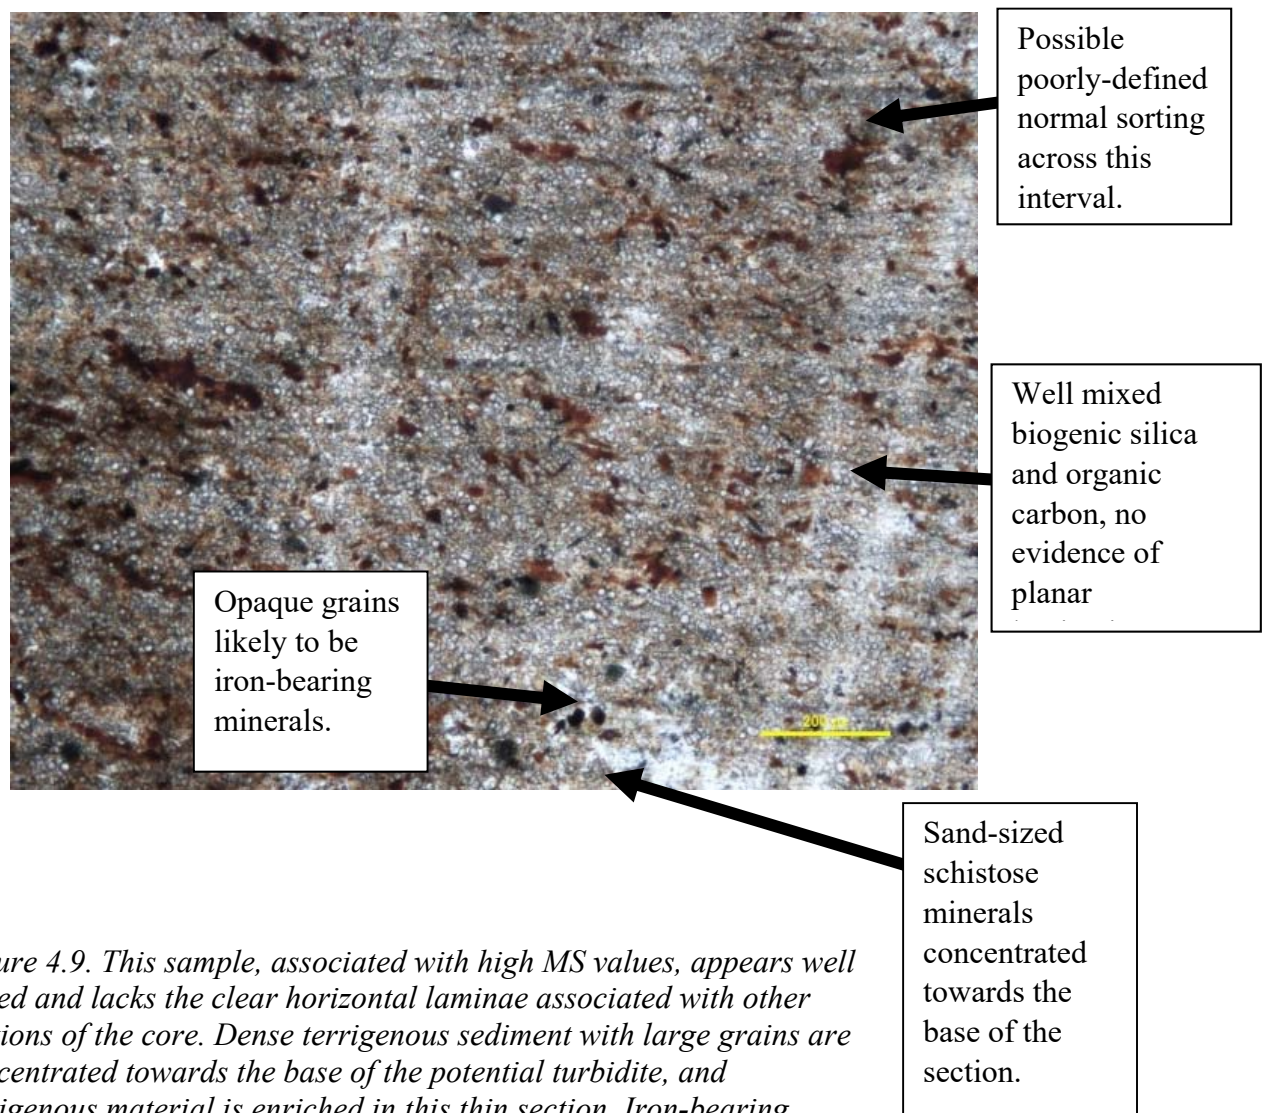 Possible
poorly-defined
normal sorting
across this
interval.
Well mixed
biogenic silica
and organic
carbon, no
evidence of
planar
Opaque grains
likely to be
iron-bearing
minerals.
200
Sand-sized
schistose
minerals
concentrated
towards the
base of the
section.
ure 4.9. This sample, associated with high MS values, appears well
ed and lacks the clear horizontal laminae associated with other
tions of the core. Dense terrigenous sediment with large grains are
centrated towards the base of the potential turbidite, and
igenous material is enriched in this thin section. Iron-bearing